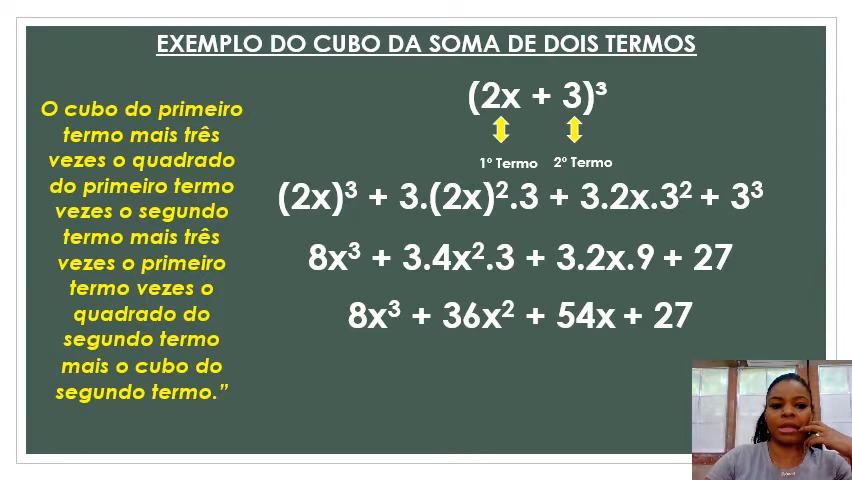 EXEMPLO DO CUBO DA SOMA DE DOIS TERMOS
O cubo do primeiro
termo mais três
vezes o quadrado
do primeiro termo
vezes o segundo
termo mais três
vezes o primeiro
termo vezes o
quadrado do
segundo termo
mais o cubo do
segundo termo.”
(2x + 3)³
1º Termo 2º Termo
(2x)³ + 3.(2x)².3 + 3.2x.3² + 3³
8x³ + 3.4x².3 + 3.2x.9 + 27
8x³ + 36x² + 54x + 27